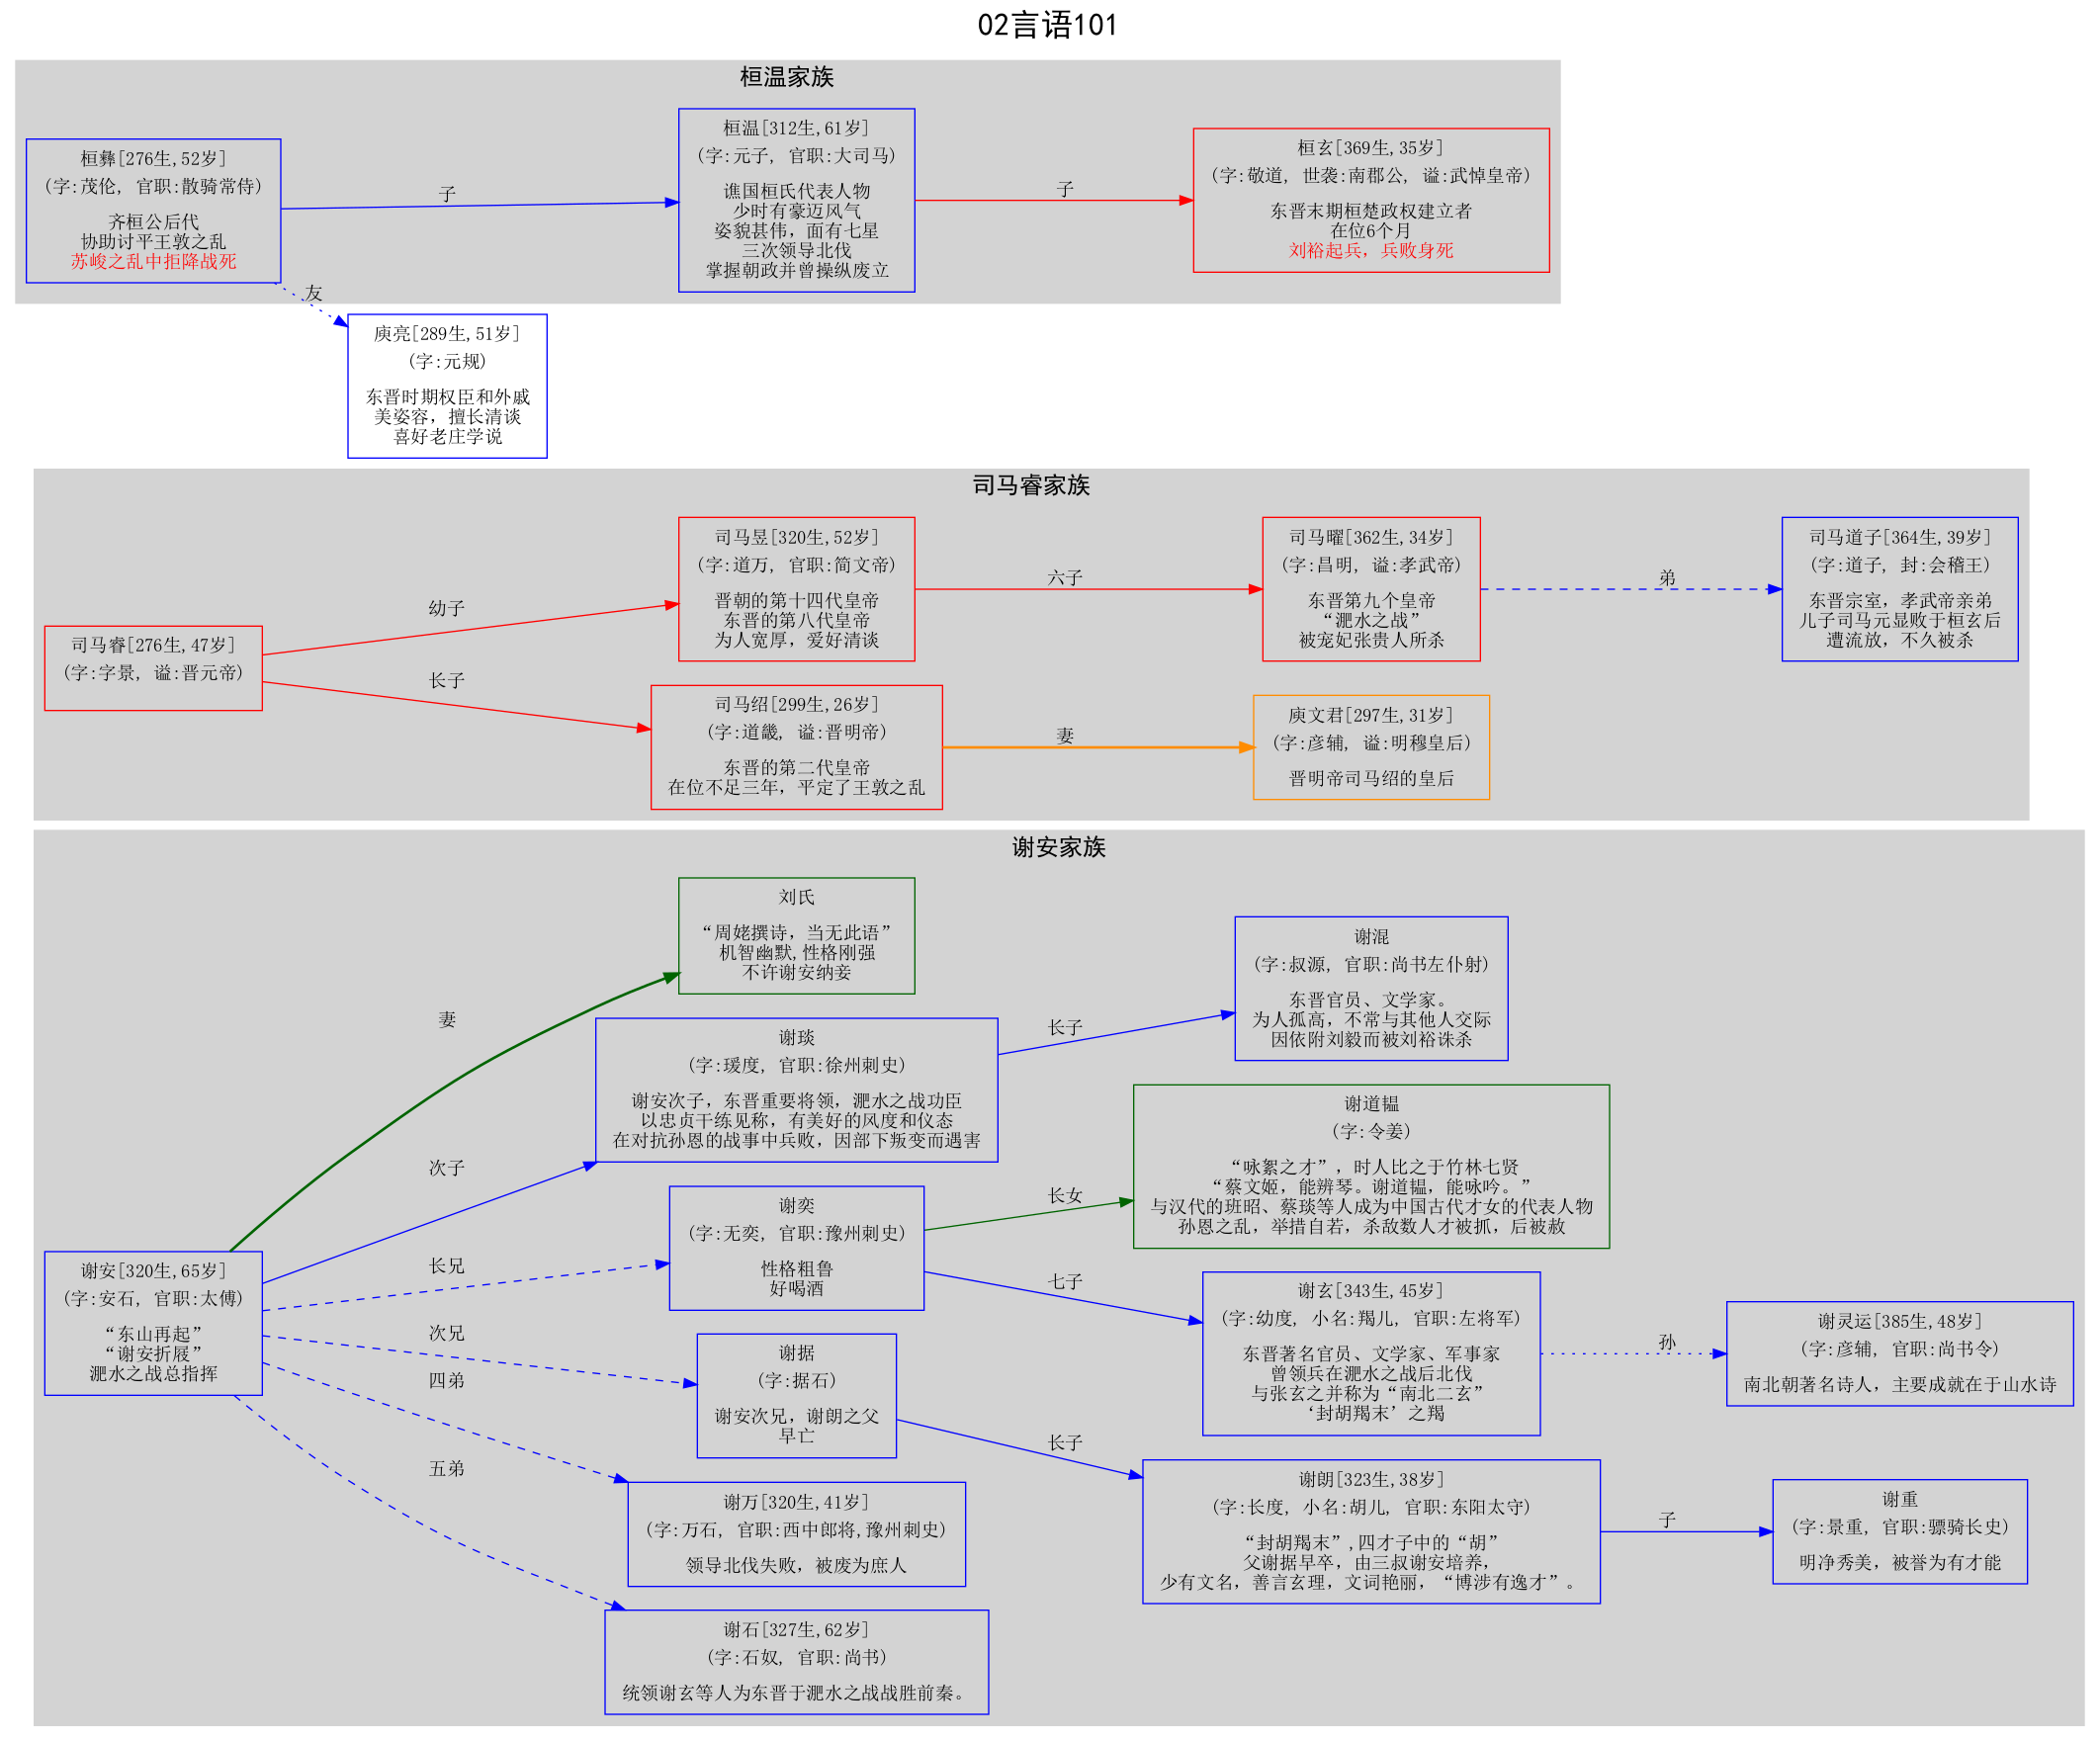 02言语101
桓温家族
桓彝[276生,52岁]
(字:茂伦, 官职:散骑常侍)
齐桓公后代
协助讨平王敦之乱
苏峻之乱中拒降战死
子
桓温[312生,61岁]
(字:元子, 官职:大司马)
谯国桓氏代表人物
少时有豪迈风气
姿貌甚伟，面有七星
三次领导北伐
掌握朝政并曾操纵废立
子
桓玄[369生,35岁]
(字:敬道, 世袭:南郡公, 谥:武悼皇帝)
东晋末期桓楚政权建立者
在位6个月
刘裕起兵，兵败身死
友
庾亮[289生,51岁]
(字:元规)
东晋时期权臣和外戚
美姿容，擅长清谈
喜好老庄学说
司马睿家族
司马睿[276生,47岁]
(字:字景, 谥:晋元帝)
幼子
司马昱[320生,52岁]
(字:道万, 官职:简文帝)
晋朝的第十四代皇帝
东晋的第八代皇帝
为人宽厚，爱好清谈
六子
司马曜[362生,34岁]
(字:昌明, 谥:孝武帝)
东晋第九个皇帝
“淝水之战”
被宠妃张贵人所杀
弟
司马道子[364生,39岁]
(字:道子, 封:会稽王)
东晋宗室，孝武帝亲弟
儿子司马元显败于桓玄后
遭流放，不久被杀
长子
司马绍[299生,26岁]
(字:道畿, 谥:晋明帝)
东晋的第二代皇帝
在位不足三年，平定了王敦之乱
妻
庾文君[297生,31岁]
(字:彦辅, 谥:明穆皇后)
晋明帝司马绍的皇后
谢安家族
谢安[320生,65岁]
(字:安石, 官职:太傅)
“东山再起”
“谢安折屐”
淝水之战总指挥
妻
刘氏
“周姥撰诗，当无此语”
机智幽默,性格刚强
不许谢安纳妾
次子
谢琰
(字:瑗度, 官职:徐州刺史)
谢安次子，东晋重要将领，淝水之战功臣
以忠贞干练见称，有美好的风度和仪态
在对抗孙恩的战事中兵败，因部下叛变而遇害
长子
谢混
(字:叔源, 官职:尚书左仆射)
东晋官员、文学家。
为人孤高，不常与其他人交际
因依附刘毅而被刘裕诛杀
长兄
谢奕
(字:无奕, 官职:豫州刺史)
性格粗鲁
好喝酒
长女
谢道韫
(字:令姜)
“咏絮之才”，时人比之于竹林七贤
“蔡文姬，能辨琴。谢道韫，能咏吟。”
与汉代的班昭、蔡琰等人成为中国古代才女的代表人物
孙恩之乱，举措自若，杀敌数人才被抓，后被赦
七子
谢玄[343生,45岁]
(字:幼度, 小名:羯儿, 官职:左将军)
东晋著名官员、文学家、军事家
曾领兵在淝水之战后北伐
与张玄之并称为“南北二玄”
‘封胡羯末’之羯
孙
谢灵运[385生,48岁]
(字:彦辅, 官职:尚书令)
南北朝著名诗人，主要成就在于山水诗
次兄
谢据
(字:据石)
谢安次兄，谢朗之父
早亡
长子
谢朗[323生,38岁]
(字:长度, 小名:胡儿, 官职:东阳太守)
“封胡羯末”,四才子中的“胡”
父谢据早卒，由三叔谢安培养，
少有文名，善言玄理，文词艳丽，“博涉有逸才”。
子
谢重
(字:景重, 官职:骠骑长史)
明净秀美，被誉为有才能
四弟
谢万[320生,41岁]
(字:万石, 官职:西中郎将,豫州刺史)
领导北伐失败，被废为庶人
五弟
谢石[327生,62岁]
(字:石奴, 官职:尚书)
统领谢玄等人为东晋于淝水之战战胜前秦。